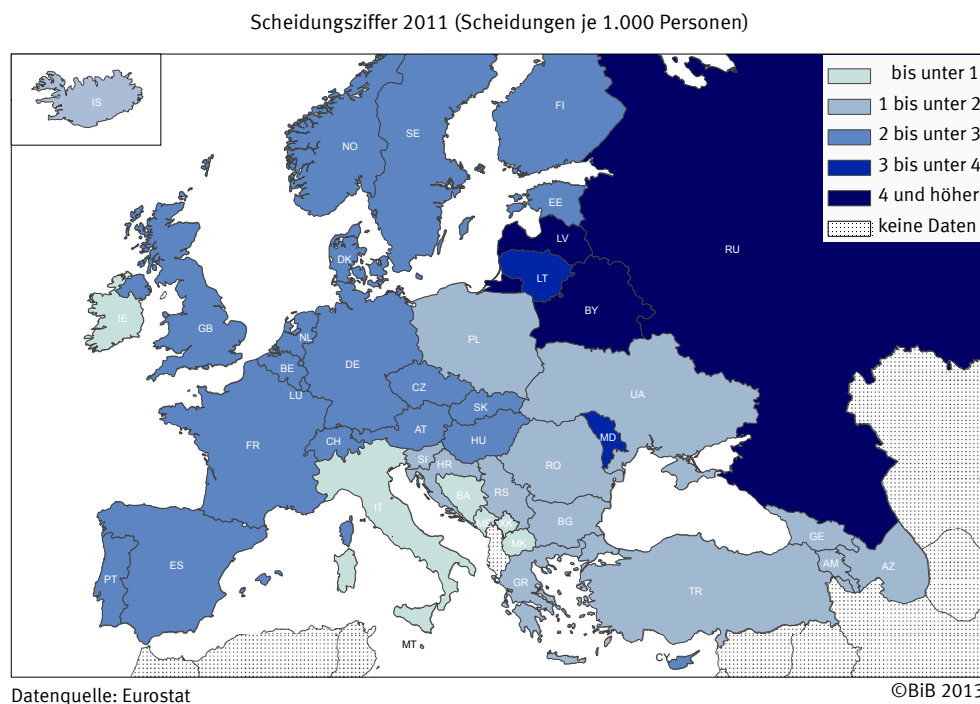 Scheidungsziffer 2011 (Scheidungen je 1.000 Personen)
bis unter 1
1 bis unter 2
2 bis unter 3
3 bis unter 4
4 und höher
keine Daten
IS
FI
SE
NO
EE
RU
LV
DK
LT
BY
IE
GB
NL
PL
DE
BE
CZ
UA
LU
SK
AT
FR
CH
HU
MD
SI
HR
RO
BA
RS
IT
ME
BG
GE
MK
ES
PT
AM
AZ
GR
TR
MT
CY
Datenquelle: Eurostat
©BiB 2013